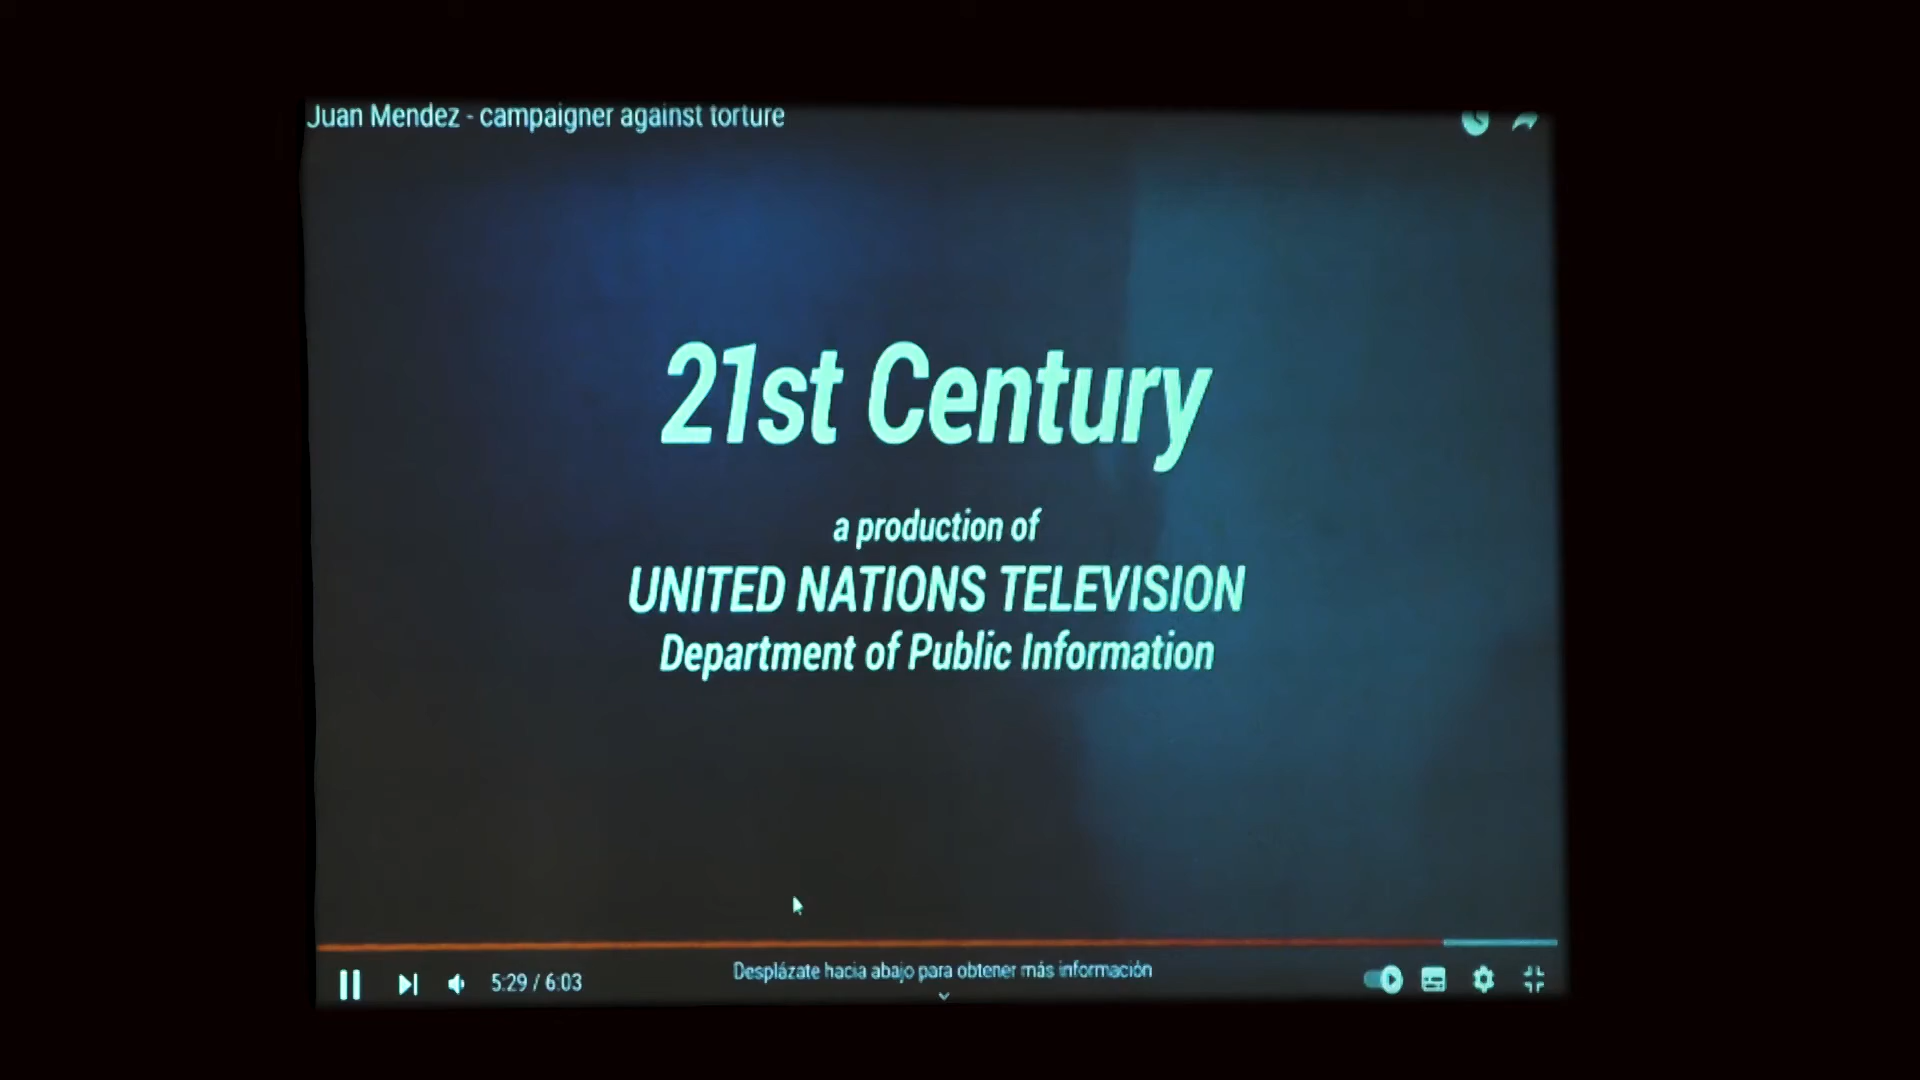 Juan Mendez - campaigner against torture
21st Century
a production of
UNITED NATIONS TELEVISION
Department of Public Information
Desplázate hacia abajo para obtener más información
5:29 / 6:03